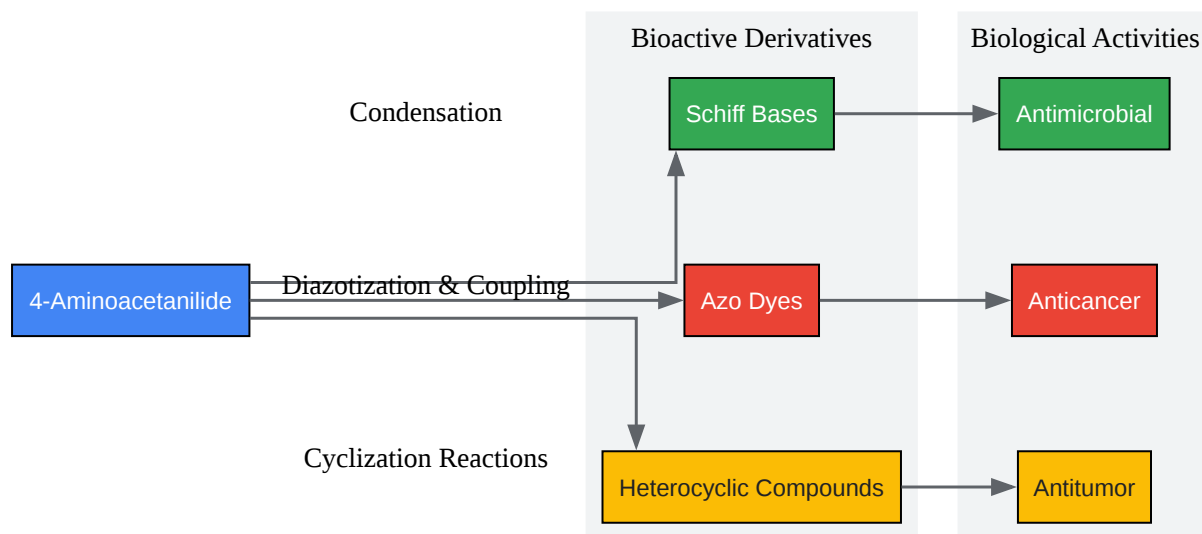 Bioactive Derivatives
Biological Activities
Condensation
Schiff Bases
Antimicrobial
4-Aminoacetanilide
Diazotization & Coupling
Azo Dyes
Anticancer
Cyclization Reactions
Heterocyclic Compounds
Antitumor